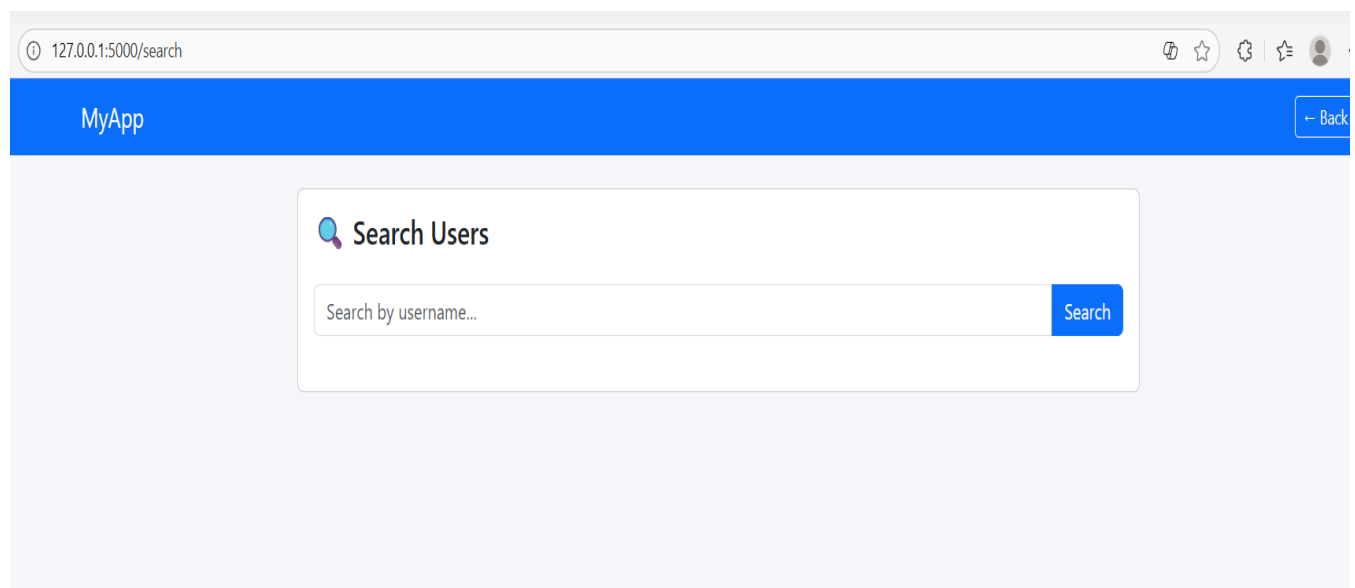 127.0.0.1:5000/search
MyApp
← Back
Search Users
Search by username...
Search